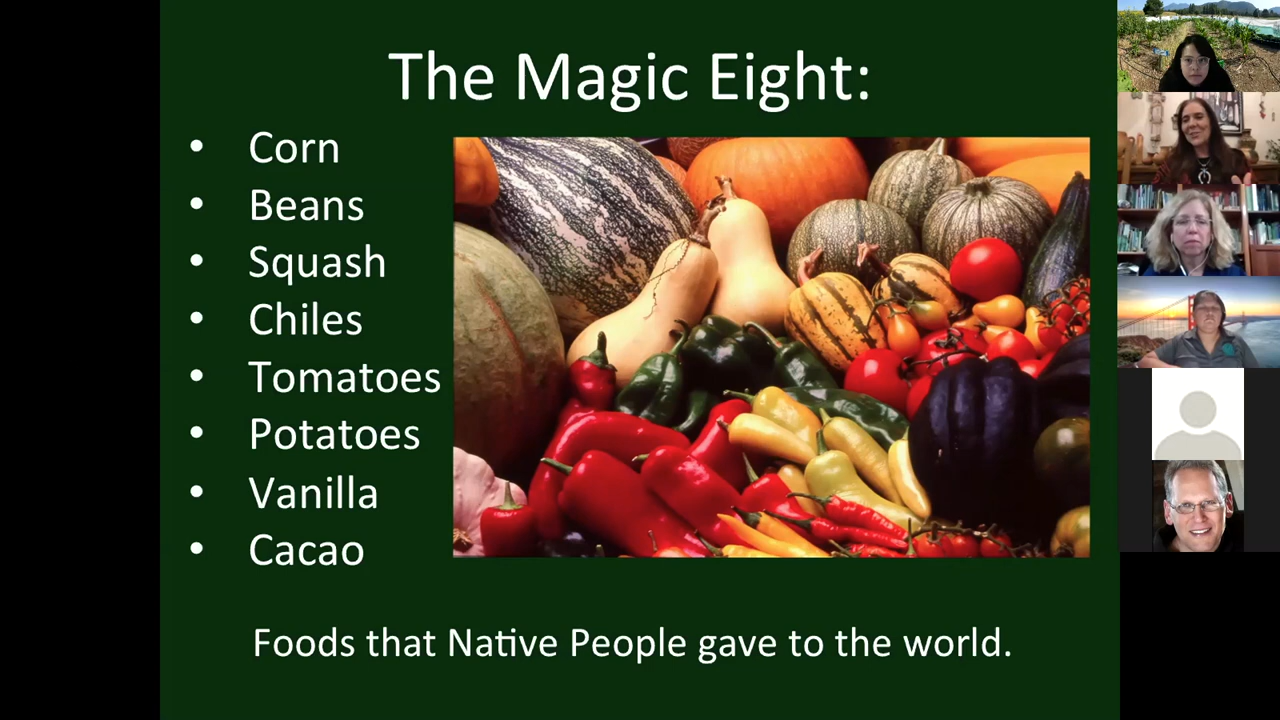 The Magic Eight:
• Corn
• Beans
• Squash
• Chiles
• Tomatoes
• Potatoes
• Vanilla
• Cacao
Foods that Native People gave to the world.